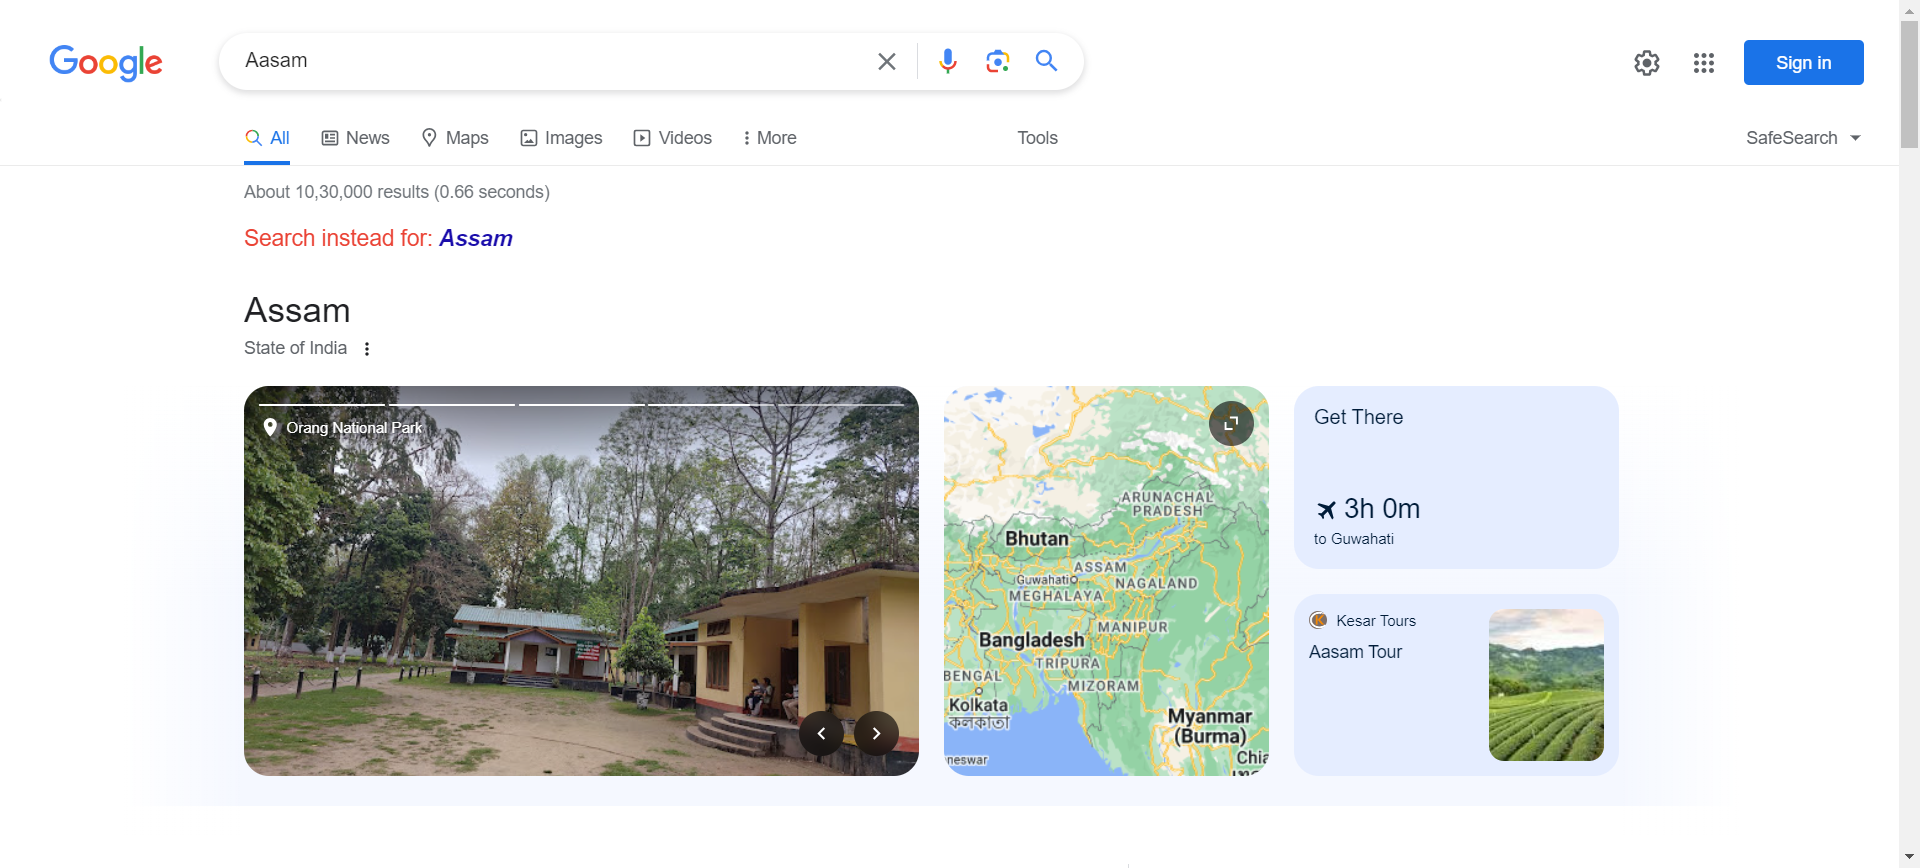 Google
Aasam
Sign in
All
News
Maps
Images
Videos
More
Tools
SafeSearch
About 10,30,000 results (0.66 seconds)
Search instead for: Assam
Assam
State of India
Orang National Park
ARUNACHAL
PRADESH
Bhutan
ASSAM
Guwahati
NAGALAND
MEGHALAYA
MANIPUR
Bangladesh
TRIPURA
BENGAL
MIZORAM
Kolkata
কলকাতা
Myanmar
(Burma)
neswar
Chia
Get There
3h 0m
to Guwahati
Kesar Tours
Aasam Tour